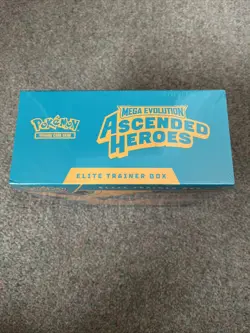 Pokémon
TRADING CARD GAME
MEGA EVOLUTION
ASCENDED
HEROES
ELITE TRAINER BOX